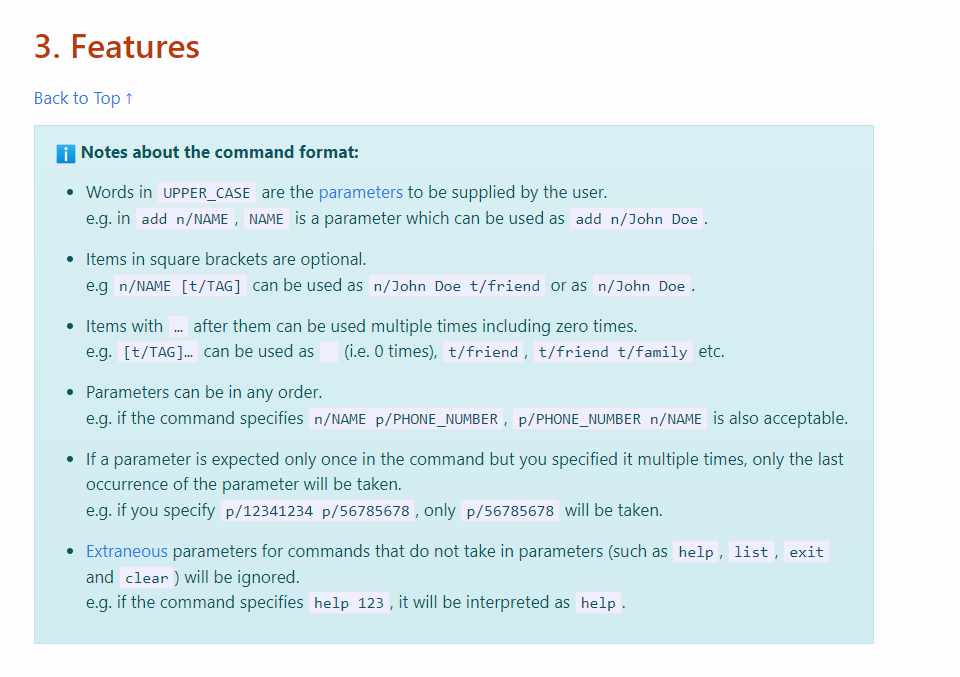 3. Features
Back to Top ↑
ℹ️ Notes about the command format:
• Words in UPPER_CASE are the parameters to be supplied by the user.
e.g. in add n/NAME, NAME is a parameter which can be used as add n/John Doe.
• Items in square brackets are optional.
e.g n/NAME [t/TAG] can be used as n/John Doe t/friend or as n/John Doe.
• Items with … after them can be used multiple times including zero times.
e.g. [t/TAG]… can be used as   (i.e. 0 times), t/friend, t/friend t/family etc.
• Parameters can be in any order.
e.g. if the command specifies n/NAME p/PHONE_NUMBER, p/PHONE_NUMBER n/NAME is also acceptable.
• If a parameter is expected only once in the command but you specified it multiple times, only the last
occurrence of the parameter will be taken.
e.g. if you specify p/12341234 p/56785678, only p/56785678 will be taken.
• Extraneous parameters for commands that do not take in parameters (such as help, list, exit
and clear) will be ignored.
e.g. if the command specifies help 123, it will be interpreted as help.